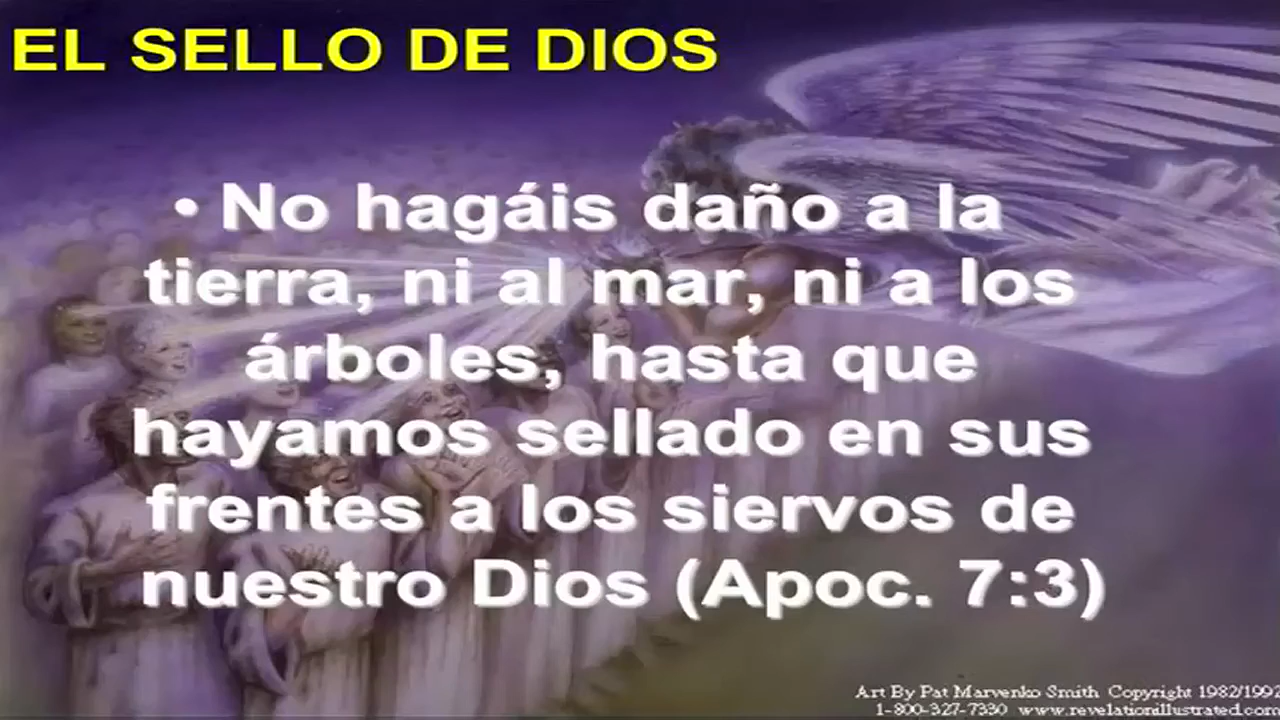 EL SELLO DE DIOS
• No hagáis daño a la
tierra, ni al mar, ni a los
árboles, hasta que
hayamos sellado en sus
frentes a los siervos de
nuestro Dios (Apoc. 7:3)
Art By Pat Marvenko Smith Copyright 1982/1992
1-800-327-7330 www.revelationillustrated.com